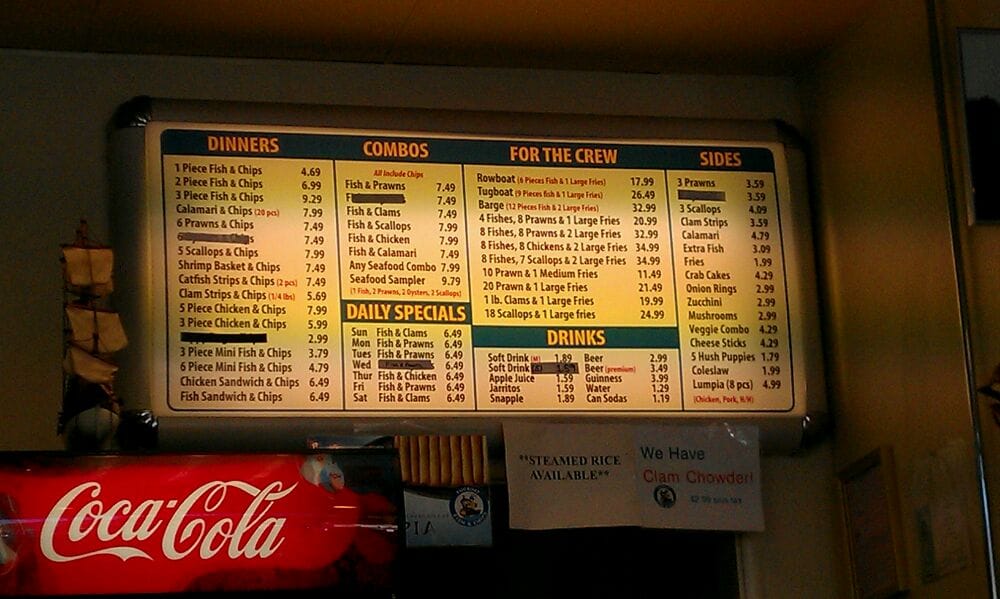 DINNERS
1 Piece Fish & Chips 4.69
2 Piece Fish & Chips 6.99
3 Piece Fish & Chips 9.29
Calamari & Chips (20 pcs) 7.99
6 Prawns & Chips 7.49
7.49
5 Scallops & Chips 7.99
Shrimp Basket & Chips 7.49
Catfish Strips & Chips (2 pcs) 7.49
Clam Strips & Chips (1/4 lbs) 5.69
5 Piece Chicken & Chips 7.99
3 Piece Chicken & Chips 5.99
2.99
3 Piece Mini Fish & Chips 3.79
6 Piece Mini Fish & Chips 4.79
Chicken Sandwich & Chips 6.49
Fish Sandwich & Chips 6.49
COMBOS
All Include Chips
Fish & Prawns 7.49
7.49
Fish & Clams 7.49
Fish & Scallops 7.99
Fish & Chicken 7.99
Fish & Calamari 7.49
Any Seafood Combo 7.99
Seafood Sampler 9.79
(1 Fish, 2 Prawns, 2 Oysters, 2 Scallops)
DAILY SPECIALS
Sun Fish & Clams 6.49
Mon Fish & Prawns 6.49
Tues Fish & Prawns 6.49
Wed 6.49
Thur Fish & Chicken 6.49
Fri Fish & Prawns 6.49
Sat Fish & Clams 6.49
FOR THE CREW
Rowboat (6 Pieces Fish & 1 Large Fries) 17.99
Tugboat (9 Pieces fish & 1 Large Fries) 26.49
Barge (12 Pieces Fish & 2 Large Fries) 32.99
4 Fishes, 8 Prawns & 1 Large Fries 20.99
8 Fishes, 8 Prawns & 2 Large Fries 32.99
8 Fishes, 8 Chickens & 2 Large Fries 34.99
8 Fishes, 7 Scallops & 2 Large Fries 34.99
10 Prawn & 1 Medium Fries 11.49
20 Prawn & 1 Large Fries 21.49
1 lb. Clams & 1 Large Fries 19.99
18 Scallops & 1 Large fries 24.99
DRINKS
Soft Drink (M) 1.89
Soft Drink
Apple Juice 1.59
Jarritos 1.59
Snapple 1.89
Beer 2.99
Beer (premium) 3.49
Guinness 3.99
Water 1.29
Can Sodas 1.19
SIDES
3 Prawns 3.59
3.59
3 Scallops 4.09
Clam Strips 3.59
Calamari 4.79
Extra Fish 3.09
Fries 1.99
Crab Cakes 4.29
Onion Rings 2.99
Zucchini 2.99
Mushrooms 2.99
Veggie Combo 4.29
Cheese Sticks 4.29
5 Hush Puppies 1.79
Coleslaw 1.99
Lumpia (8 pcs) 4.99
(Chicken, Pork, H/H)
**STEAMED RICE
AVAILABLE**
We Have
Clam Chowder!
$2.99 plus tax
Coca-Cola